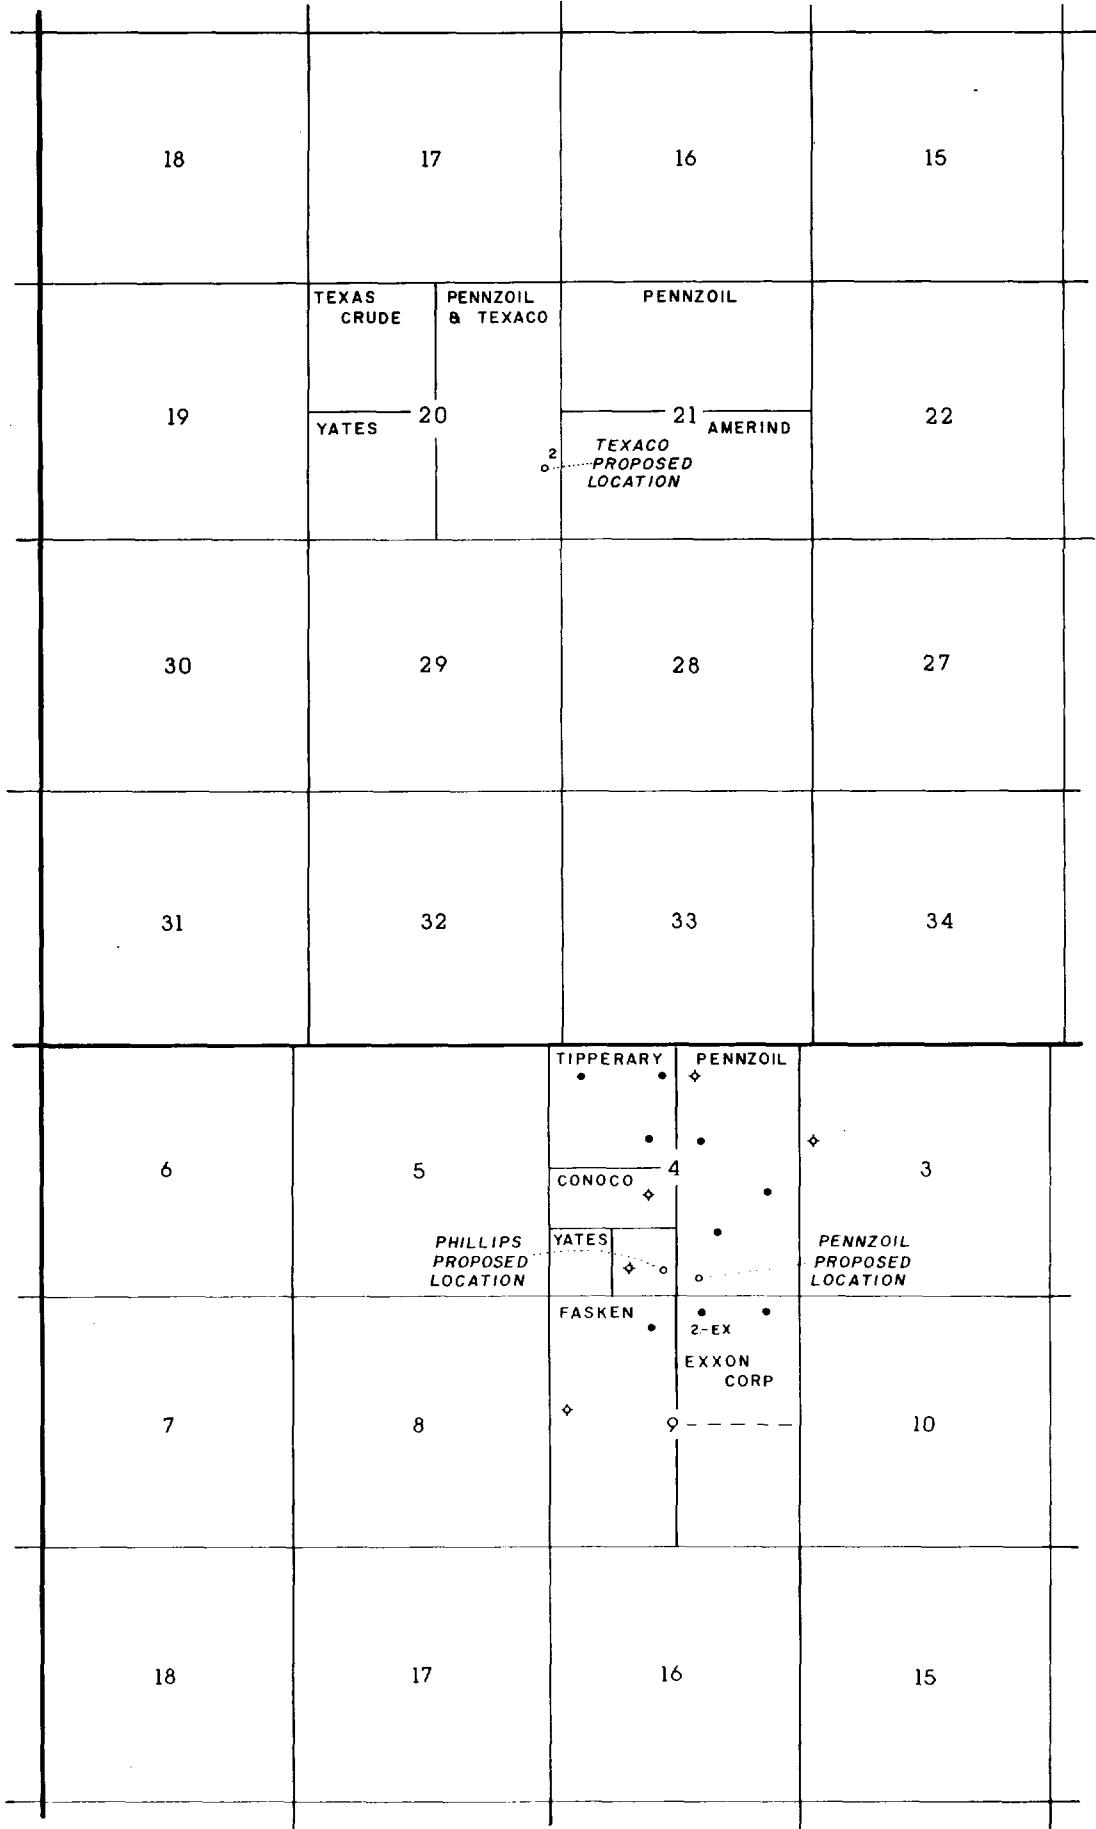 18
17
16
15
TEXAS
CRUDE
PENNZOIL
& TEXACO
PENNZOIL
19
20
21
22
YATES
AMERIND
2
TEXACO
PROPOSED
LOCATION
30
29
28
27
31
32
33
34
TIPPERARY
PENNZOIL
6
5
4
3
CONOCO
YATES
PHILLIPS
PROPOSED
LOCATION
PENNZOIL
PROPOSED
LOCATION
FASKEN
2-EX
EXXON
CORP
7
8
9
10
18
17
16
15